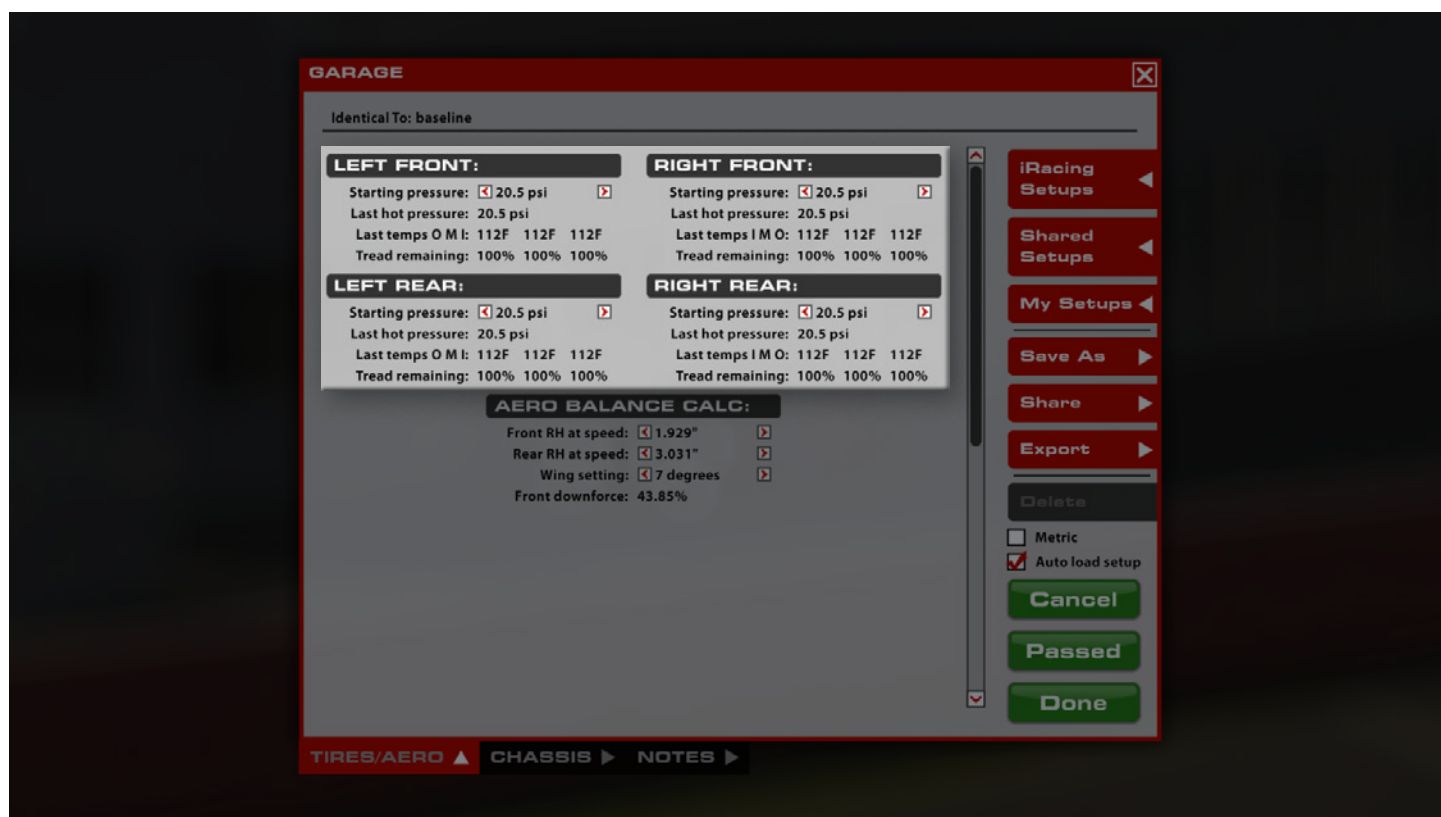 GARAGE
Identical To: baseline
LEFT FRONT:
Starting pressure: 20.5 psi
Last hot pressure: 20.5 psi
Last temps O M I: 112F 112F 112F
Tread remaining: 100% 100% 100%
RIGHT FRONT:
Starting pressure: 20.5 psi
Last hot pressure: 20.5 psi
Last temps I M O: 112F 112F 112F
Tread remaining: 100% 100% 100%
LEFT REAR:
Starting pressure: 20.5 psi
Last hot pressure: 20.5 psi
Last temps O M I: 112F 112F 112F
Tread remaining: 100% 100% 100%
RIGHT REAR:
Starting pressure: 20.5 psi
Last hot pressure: 20.5 psi
Last temps I M O: 112F 112F 112F
Tread remaining: 100% 100% 100%
AERO BALANCE CALC:
Front RH at speed: 1.929"
Rear RH at speed: 3.031"
Wing setting: 7 degrees
Front downforce: 43.85%
iRacing
Setups
Shared
Setups
My Setups
Save As
Share
Export
Delete
Metric
Auto load setup
Cancel
Passed
Done
TIRES/AERO CHASSIS NOTES